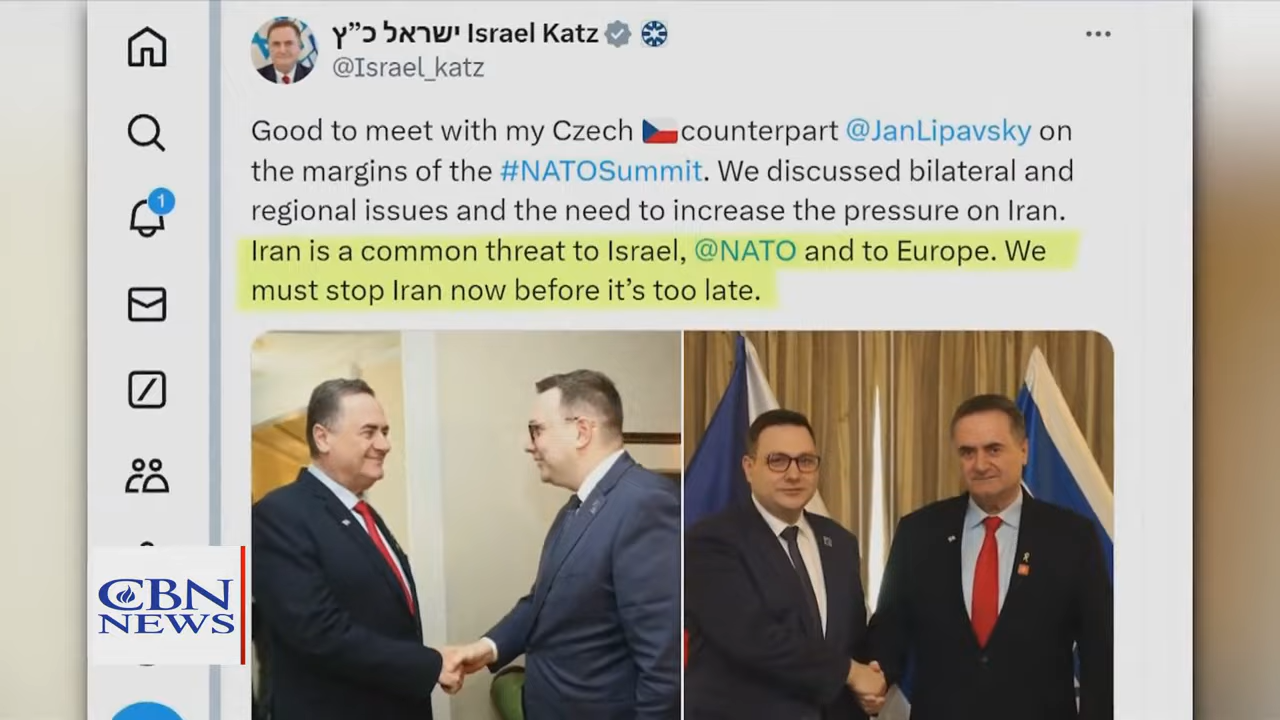 ישראל כ”ץ Israel Katz
@Israel_katz
Good to meet with my Czech 🇨🇿counterpart @JanLipavsky on
the margins of the #NATOSummit. We discussed bilateral and
regional issues and the need to increase the pressure on Iran.
Iran is a common threat to Israel, @NATO and to Europe. We
must stop Iran now before it’s too late.
1
CBN
NEWS